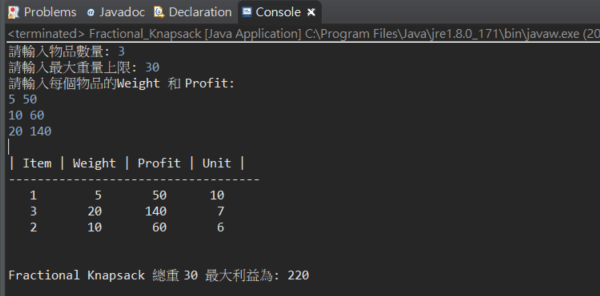 Problems Javadoc Declaration Console
<terminated> Fractional_Knapsack [Java Application] C:\Program Files\Java\jre1.8.0_171\bin\javaw.exe (20
請輸入物品數量: 3
請輸入最大重量上限: 30
請輸入每個物品的Weight 和 Profit:
5 50
10 60
20 140
| Item | Weight | Profit | Unit |
-----------------------------------
1 5 50 10
3 20 140 7
2 10 60 6
Fractional Knapsack 總重 30 最大利益為: 220